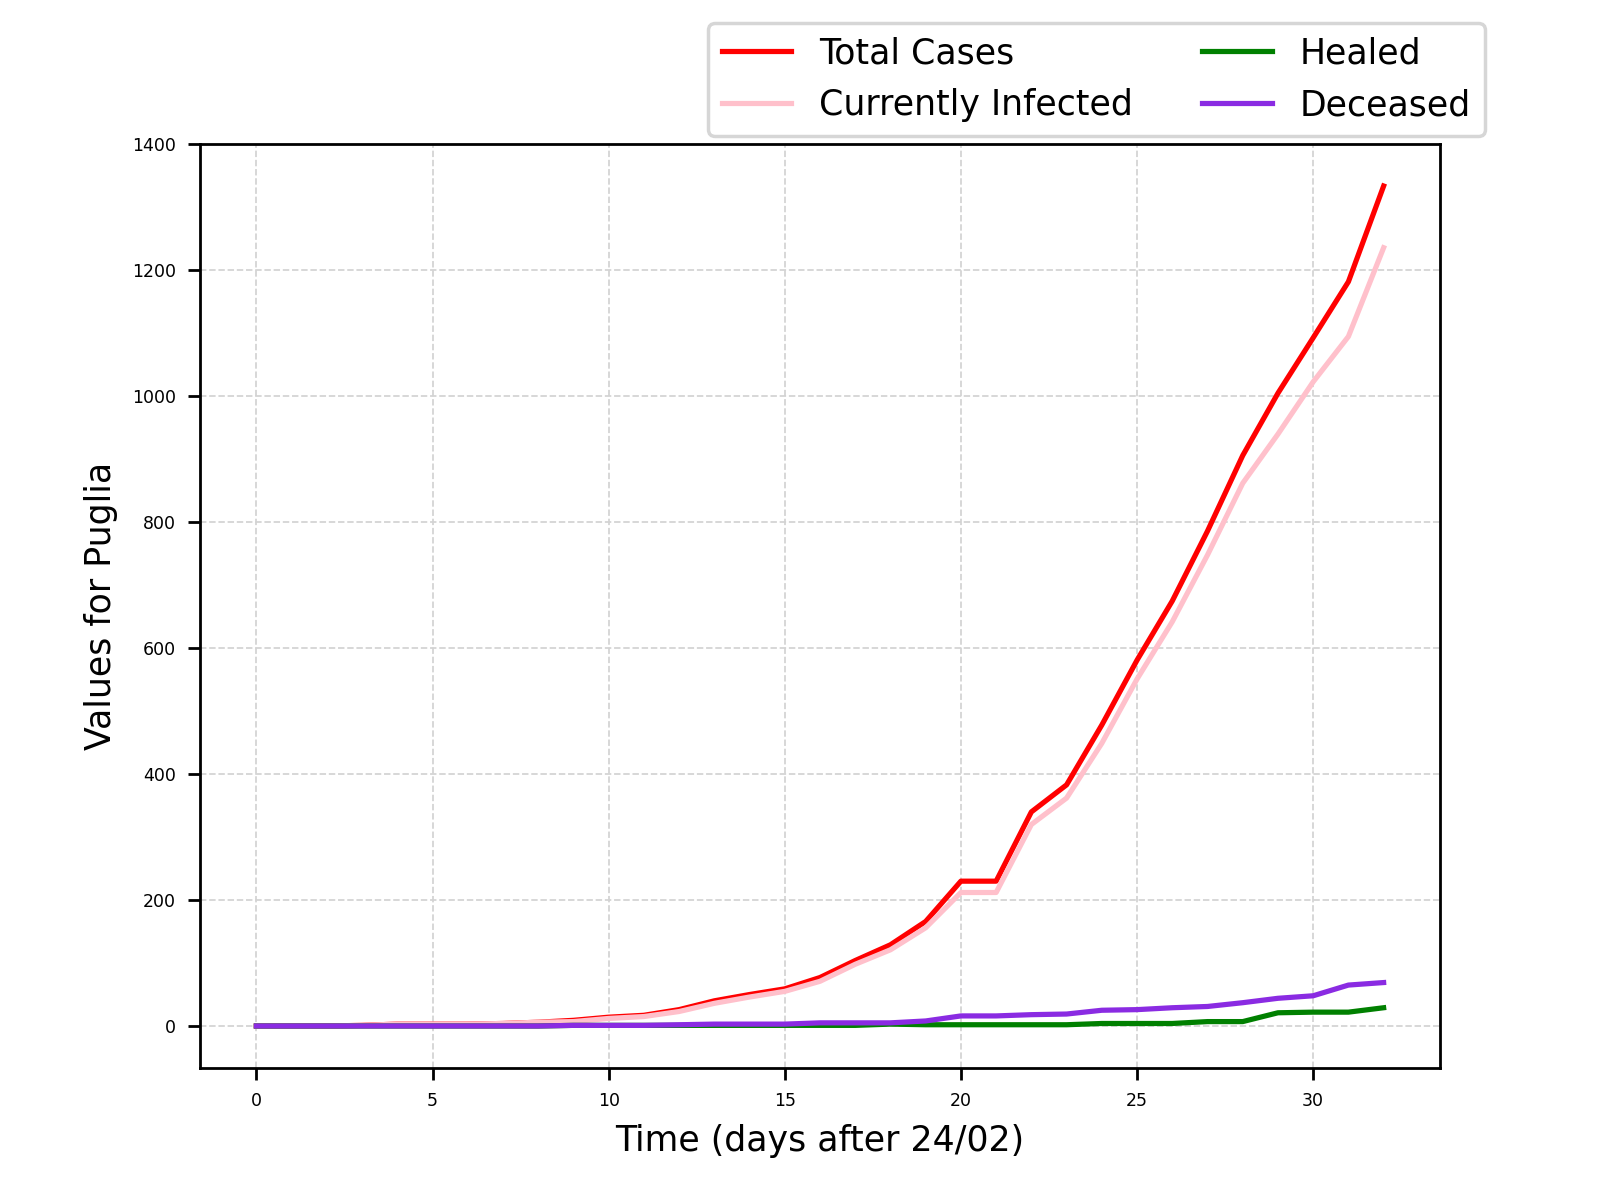 Total Cases
Currently Infected
Healed
Deceased
1400
1200
1000
800
600
400
200
0
Values for Puglia
0 5 10 15 20 25 30
Time (days after 24/02)